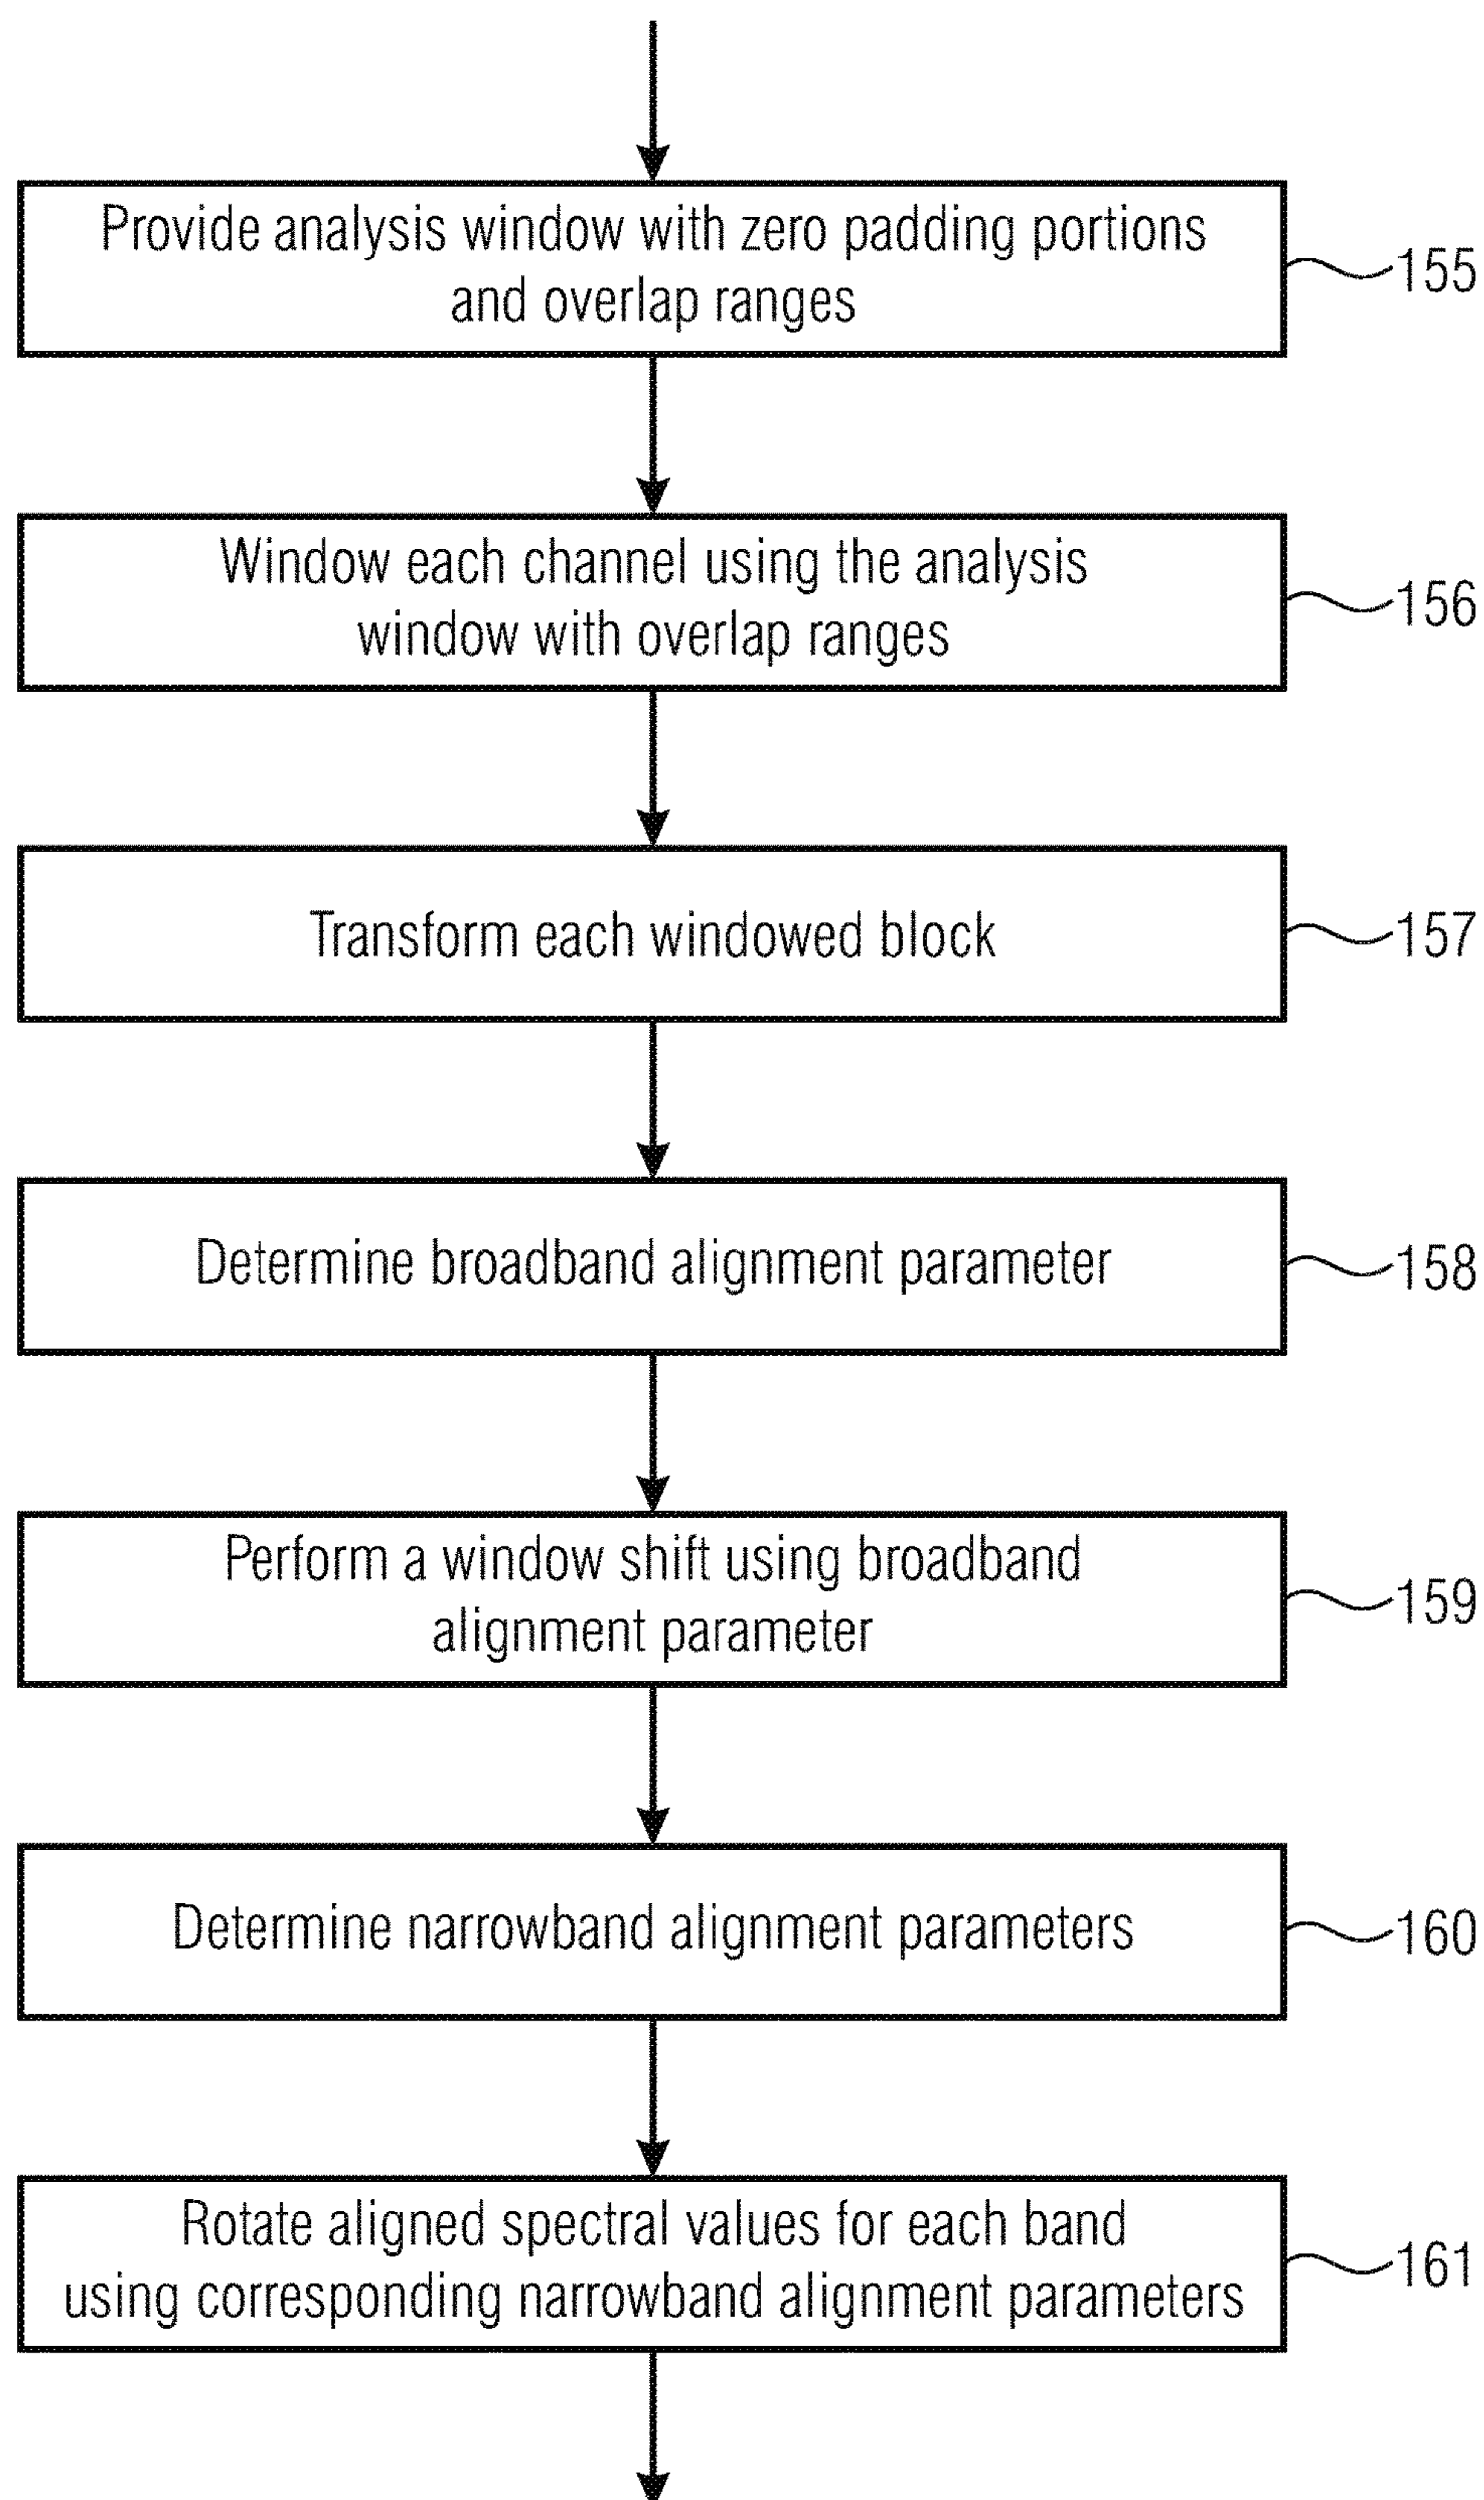 Provide analysis window with zero padding portions
and overlap ranges
155
Window each channel using the analysis
window with overlap ranges
156
Transform each windowed block
157
Determine broadband alignment parameter
158
Perform a window shift using broadband
alignment parameter
159
Determine narrowband alignment parameters
160
Rotate aligned spectral values for each band
using corresponding narrowband alignment parameters
161